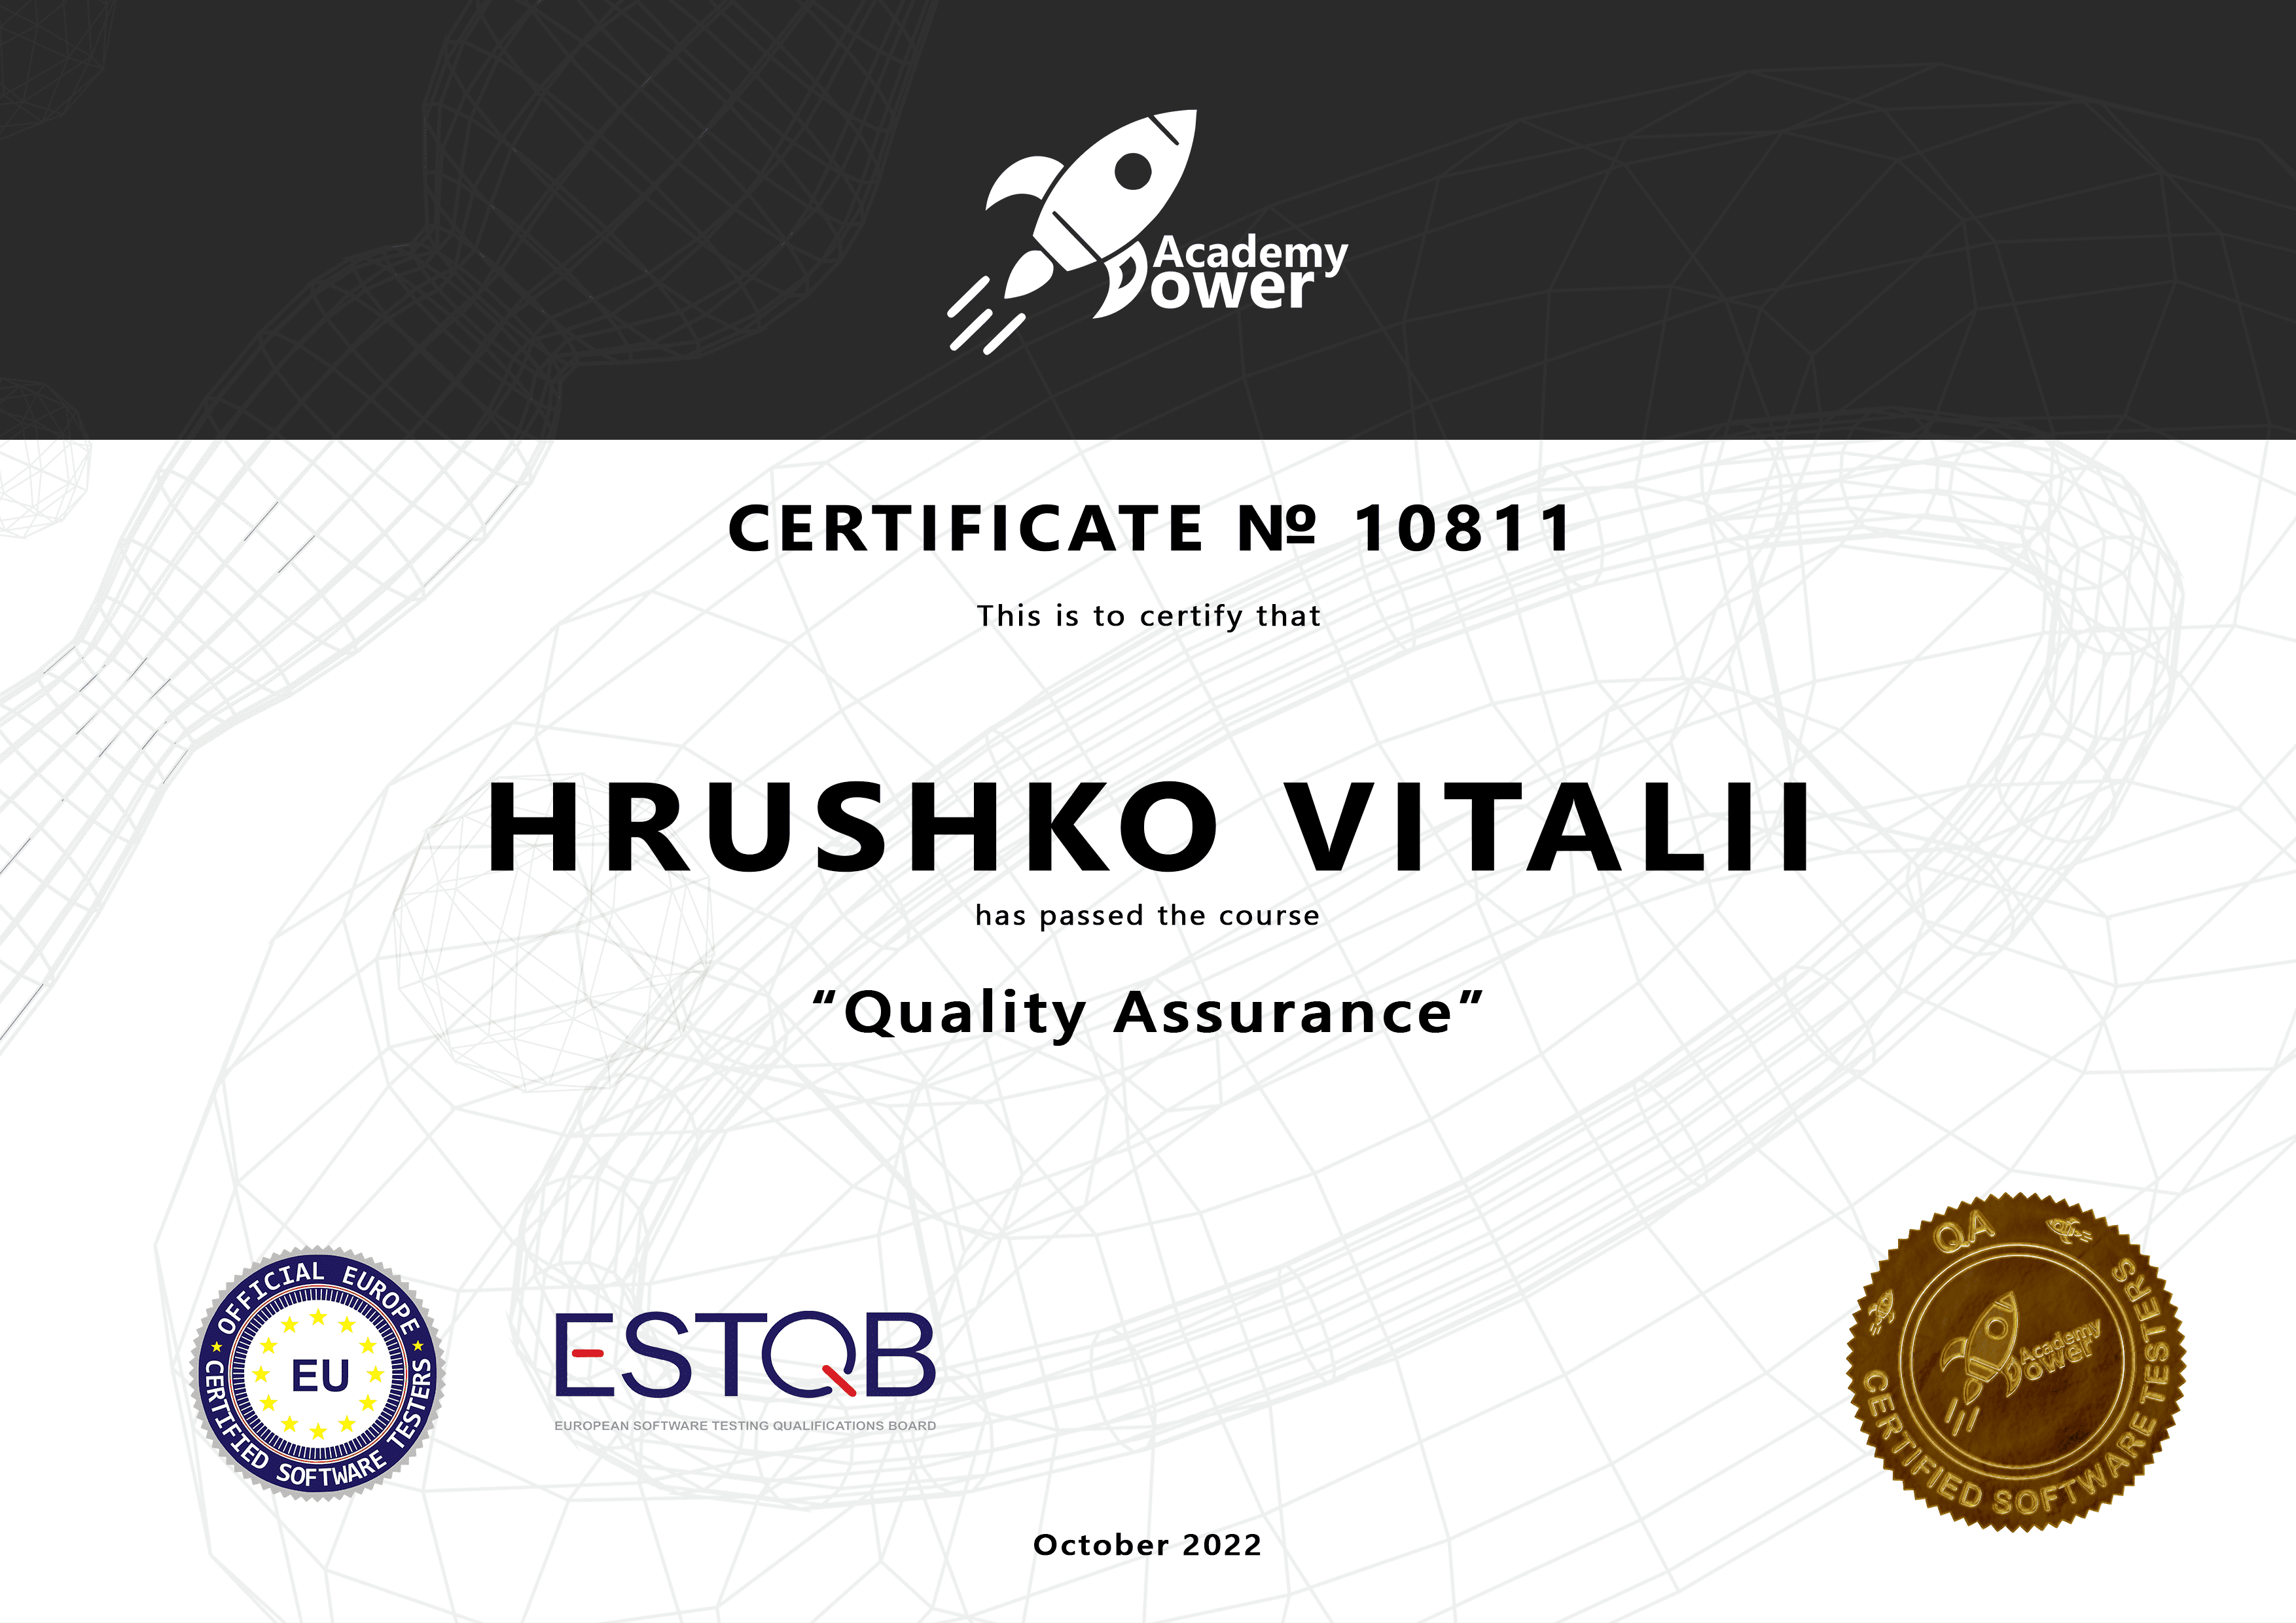 Academy
Power
CERTIFICATE № 10811
This is to certify that
HRUSHKO VITALII
has passed the course
“Quality Assurance”
OFFICIAL EUROPE
EU
CERTIFIED SOFTWARE TESTERS
ESTQB
EUROPEAN SOFTWARE TESTING QUALIFICATIONS BOARD
QA
Academy
Power
CERTIFIED SOFTWARE TESTERS
October 2022